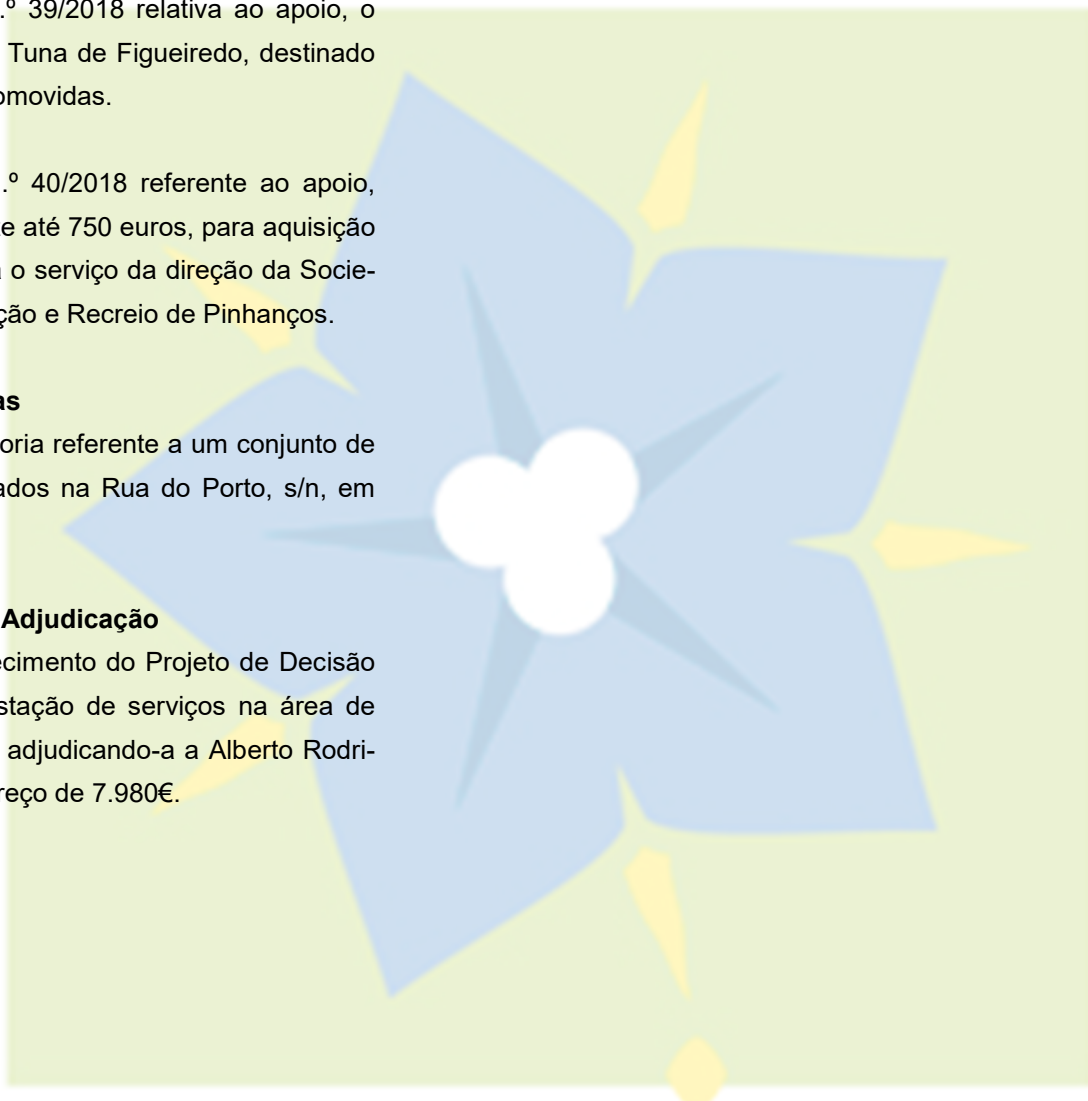 .º 39/2018 relativa ao apoio, o
Tuna de Figueiredo, destinado
omovidas.
.º 40/2018 referente ao apoio,
e até 750 euros, para aquisição
o serviço da direção da Socie-
ção e Recreio de Pinhanços.
as
oria referente a um conjunto de
ados na Rua do Porto, s/n, em
Adjudicação
ecimento do Projeto de Decisão
stação de serviços na área de
adjudicando-a a Alberto Rodri-
reço de 7.980€.